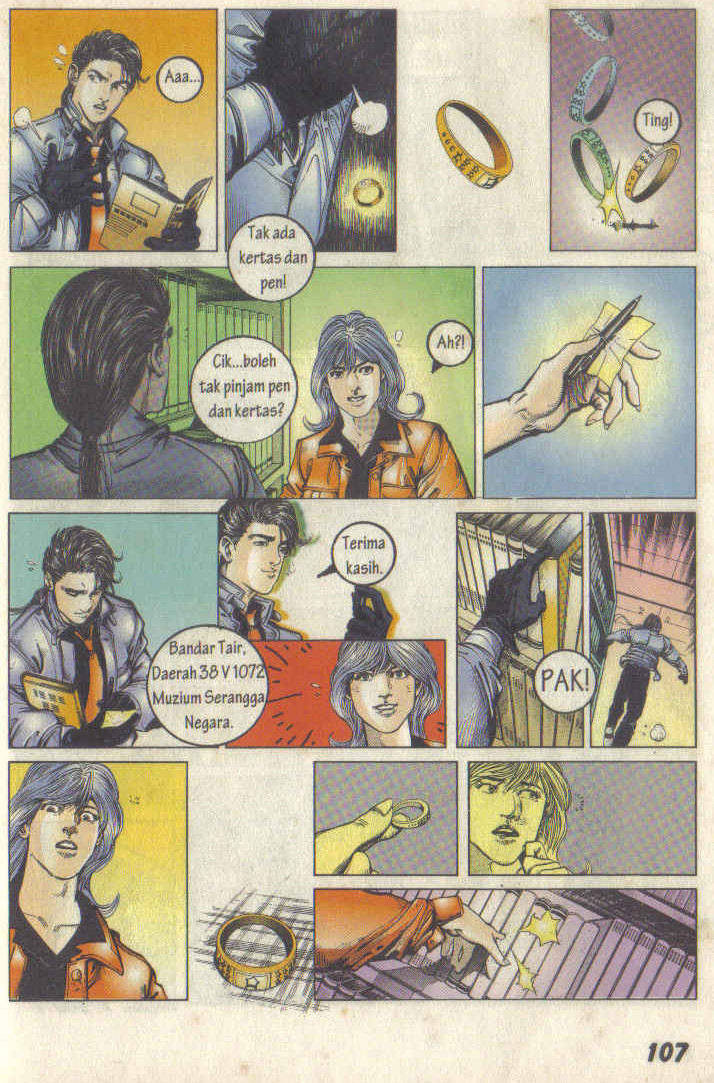 Aaa...
Ting!
Tak ada
kertas dan
pen!
Cik...boleh
tak pinjam pen
dan kertas?
Ah?!
Terima
kasih.
Bandar Tair,
Daerah 38 V 1072
Muzium Serangga
Negara.
PAK!
107